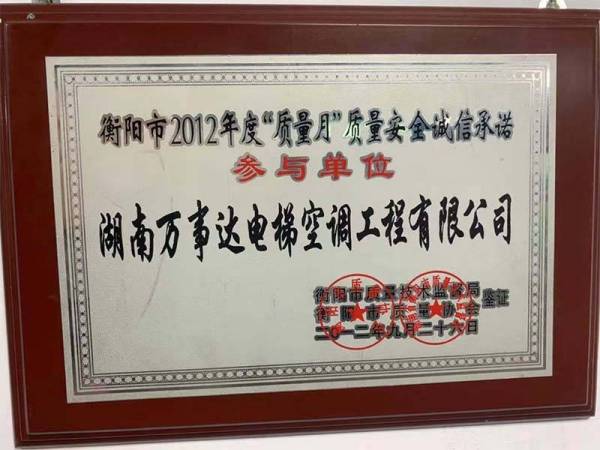 衡阳市2012年度“质量月”质量安全诚信承诺
参与单位
湖南万事达电梯空调工程有限公司
衡阳市质量技术监督局
衡阳市质量协会 鉴证
二〇一二年九月二十六日